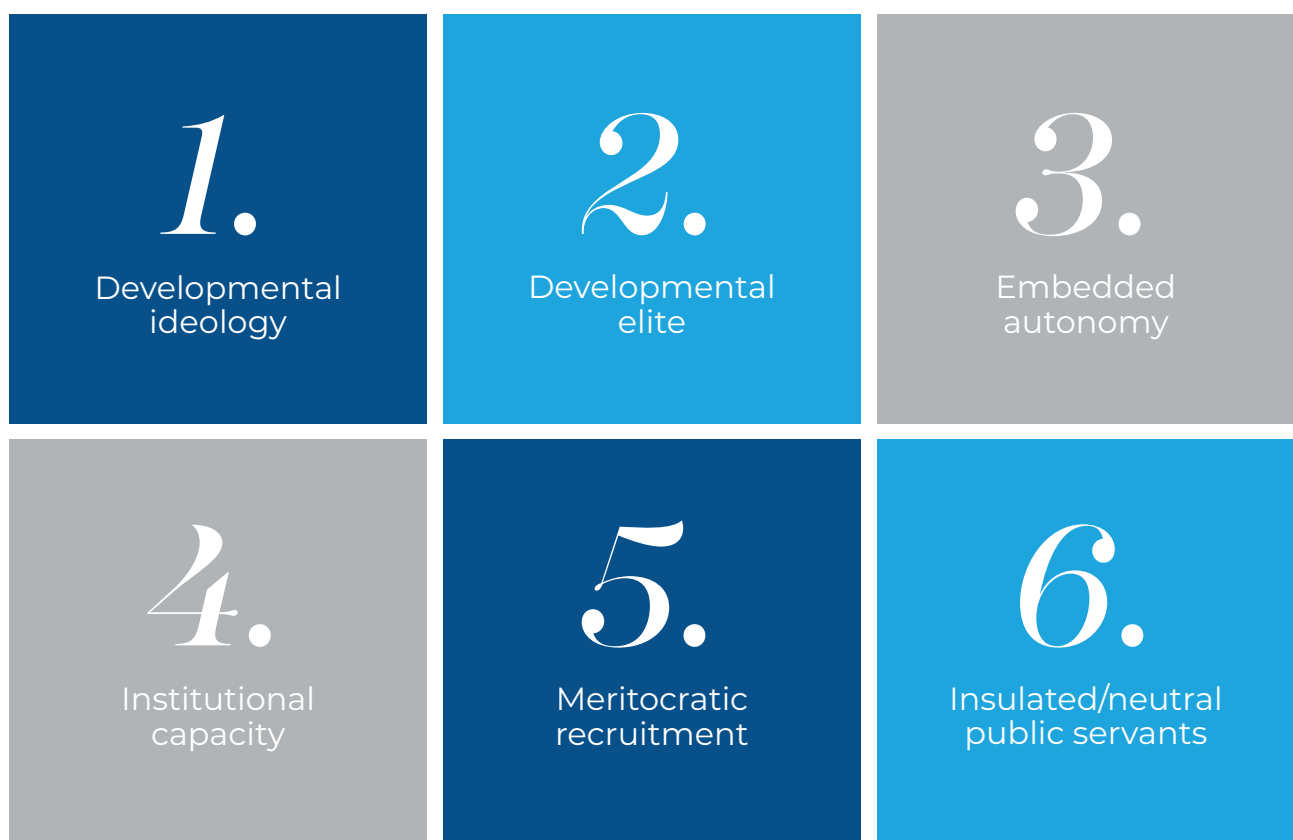 1.
Developmental
ideology
2.
Developmental
elite
3.
Embedded
autonomy
4.
Institutional
capacity
5.
Meritocratic
recruitment
6.
Insulated/neutral
public servants